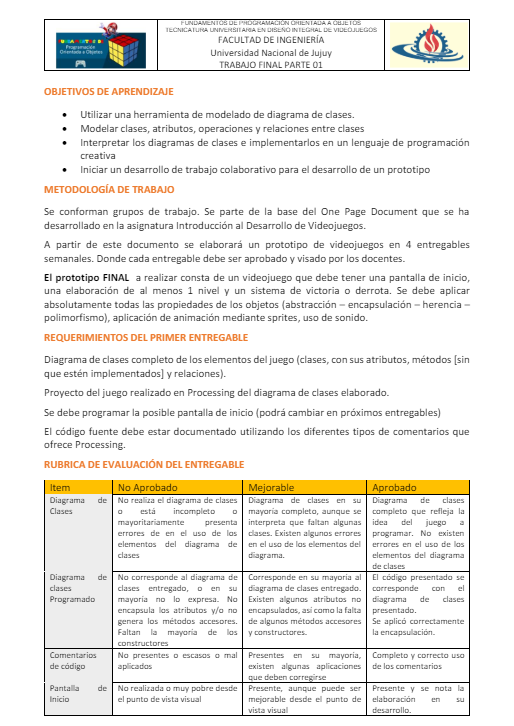 FUNDAMENTOS DE PROGRAMACIÓN ORIENTADA A OBJETOS
TECNICATURA UNIVERSITARIA EN DISEÑO INTEGRAL DE VIDEOJUEGOS
FACULTAD DE INGENIERÍA
Universidad Nacional de Jujuy
TRABAJO FINAL PARTE 01
Programación
Orientada a Objetos
OBJETIVOS DE APRENDIZAJE
• Utilizar una herramienta de modelado de diagrama de clases.
• Modelar clases, atributos, operaciones y relaciones entre clases
• Interpretar los diagramas de clases e implementarlos en un lenguaje de programación
creativa
• Iniciar un desarrollo de trabajo colaborativo para el desarrollo de un prototipo
METODOLOGÍA DE TRABAJO
Se conforman grupos de trabajo. Se parte de la base del One Page Document que se ha
desarrollado en la asignatura Introducción al Desarrollo de Videojuegos.
A partir de este documento se elaborará un prototipo de videojuegos en 4 entregables
semanales. Donde cada entregable debe ser aprobado y visado por los docentes.
El prototipo FINAL a realizar consta de un videojuego que debe tener una pantalla de inicio,
una elaboración de al menos 1 nivel y un sistema de victoria o derrota. Se debe aplicar
absolutamente todas las propiedades de los objetos (abstracción – encapsulación – herencia –
polimorfismo), aplicación de animación mediante sprites, uso de sonido.
REQUERIMIENTOS DEL PRIMER ENTREGABLE
Diagrama de clases completo de los elementos del juego (clases, con sus atributos, métodos [sin
que estén implementados] y relaciones).
Proyecto del juego realizado en Processing del diagrama de clases elaborado.
Se debe programar la posible pantalla de inicio (podrá cambiar en próximos entregables)
El código fuente debe estar documentado utilizando los diferentes tipos de comentarios que
ofrece Processing.
RUBRICA DE EVALUACIÓN DEL ENTREGABLE
Item No Aprobado Mejorable Aprobado
Diagrama de
Clases
No realiza el diagrama de clases
o está incompleto o
mayoritariamente presenta
errores de en el uso de los
elementos del diagrama de
clases
Diagrama de clases en su
mayoría completo, aunque se
interpreta que faltan algunas
clases. Existen algunos errores
en el uso de los elementos del
diagrama.
Diagrama de clases
completo que refleja la
idea del juego a
programar. No existen
errores en el uso de los
elementos del diagrama
de clases
Diagrama de
clases
Programado
No corresponde al diagrama de
clases entregado, o en su
mayoría no lo expresa. No
encapsula los atributos y/o no
genera los métodos accesores.
Faltan la mayoría de los
constructores
Corresponde en su mayoría al
diagrama de clases entregado.
Existen algunos atributos no
encapsulados, así como la falta
de algunos métodos accesores
y constructores.
El código presentado se
corresponde con el
diagrama de clases
presentado.
Se aplicó correctamente
la encapsulación.
Comentarios
de código
No presentes o escasos o mal
aplicados
Presentes en su mayoría,
existen algunas aplicaciones
que deben corregirse
Completo y correcto uso
de los comentarios
Pantalla de
Inicio
No realizada o muy pobre desde
el punto de vista visual
Presente, aunque puede ser
mejorable desde el punto de
vista visual
Presente y se nota la
elaboración en su
desarrollo.